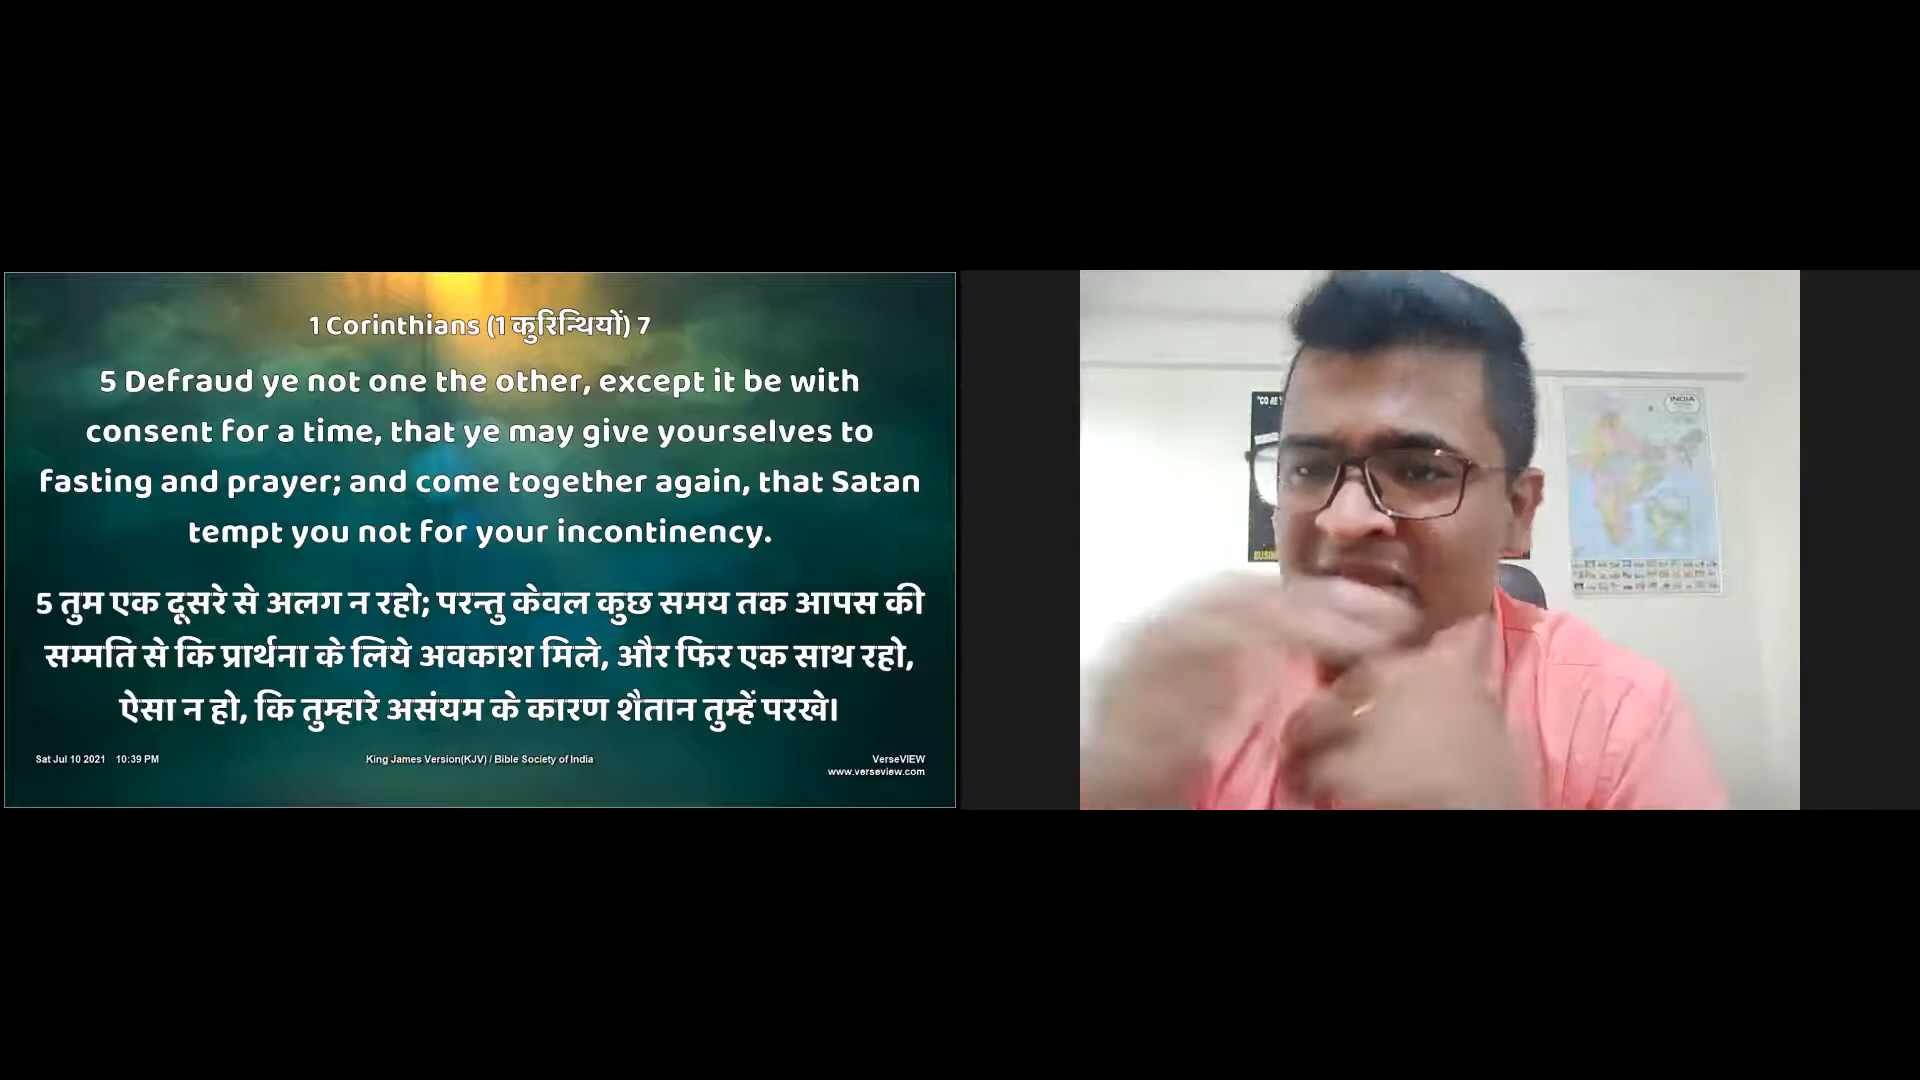 1 Corinthians (1 कुरिन्थियों) 7
5 Defraud ye not one the other, except it be with
consent for a time, that ye may give yourselves to
fasting and prayer; and come together again, that Satan
tempt you not for your incontinency.
5 तुम एक दूसरे से अलग न रहो; परन्तु केवल कुछ समय तक आपस की
सम्मति से कि प्रार्थना के लिये अवकाश मिले, और फिर एक साथ रहो,
ऐसा न हो, कि तुम्हारे असंयम के कारण शैतान तुम्हें परखे।
Sat Jul 10 2021 10:39 PM
King James Version(KJV) / Bible Society of India
VerseVIEW
www.verseview.com
INDIA